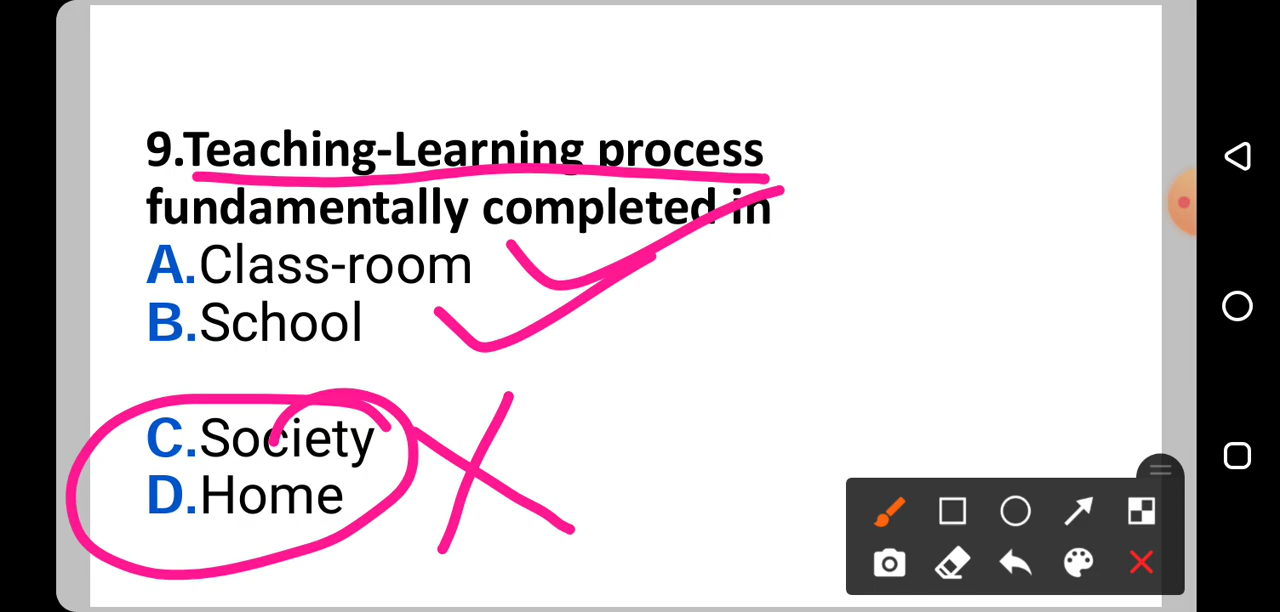 9.Teaching-Learning process
fundamentally completed in
A.Class-room
B.School
C.Society
D.Home